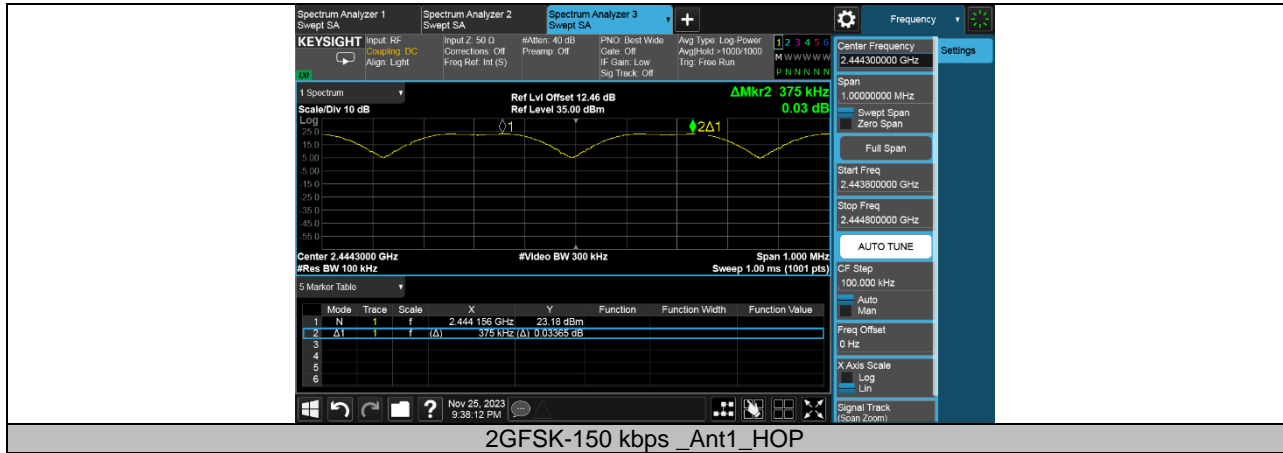 Spectrum Analyzer 1
Swept SA
Spectrum Analyzer 2
Swept SA
Spectrum Analyzer 3
Swept SA
Frequency
KEYSIGHT
Input: RF
Coupling: DC
Align: Light
Input Z: 50 Ω
Corrections: Off
Freq Ref: Int (S)
#Atten: 40 dB
Preamp: Off
PNO: Best Wide
Gate: Off
IF Gain: Low
Sig Track: Off
Avg Type: Log-Power
Avg|Hold:>1000/1000
Trig: Free Run
1 2 3 4 5 6
M W W W W W
P N N N N N
LXI
1 Spectrum
Scale/Div 10 dB
Log
Ref Lvl Offset 12.46 dB
Ref Level 35.00 dBm
ΔMkr2 375 kHz
0.03 dB
1
2Δ1
25.0
15.0
5.00
-5.00
-15.0
-25.0
-35.0
-45.0
-55.0
Center 2.4443000 GHz
#Video BW 300 kHz
Span 1.000 MHz
#Res BW 100 kHz
Sweep 1.00 ms (1001 pts)
5 Marker Table
Mode Trace Scale X Y Function Function Width Function Value
1 N 1 f 2.444 156 GHz 23.18 dBm
2 Δ1 1 f (Δ) 375 kHz (Δ) 0.03365 dB
3
4
5
6
Nov 25, 2023
9:38:12 PM
Center Frequency
2.444300000 GHz
Settings
Span
1.00000000 MHz
Swept Span
Zero Span
Full Span
Start Freq
2.443800000 GHz
Stop Freq
2.444800000 GHz
AUTO TUNE
CF Step
100.000 kHz
Auto
Man
Freq Offset
0 Hz
X Axis Scale
Log
Lin
Signal Track
(Span Zoom)
2GFSK-150 kbps _Ant1_HOP